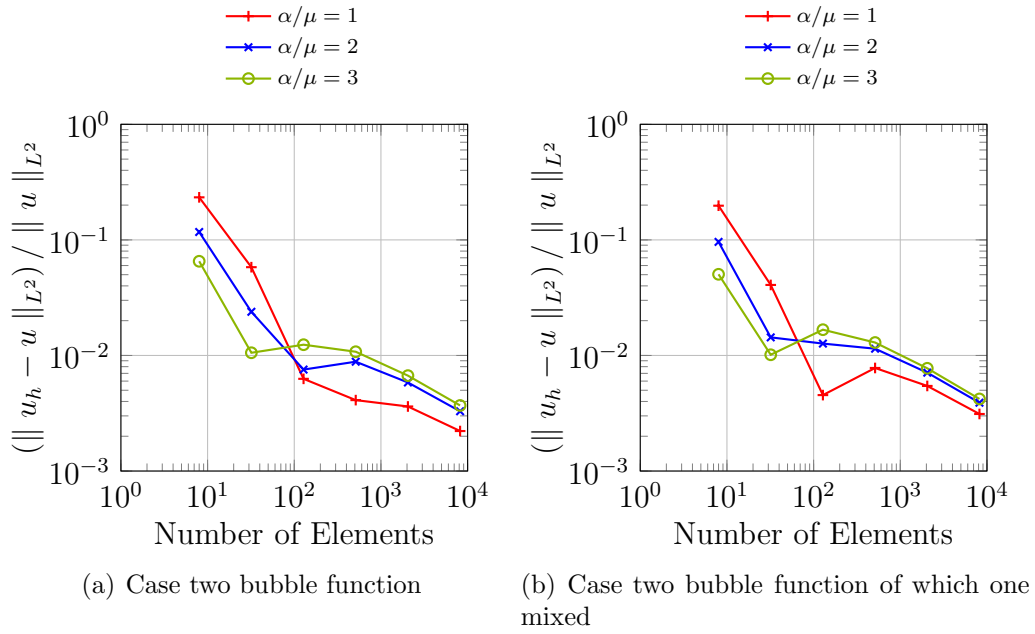 α/μ = 1
α/μ = 2
α/μ = 3
10^0
10^-1
10^-2
10^-3
10^0 10^1 10^2 10^3 10^4
Number of Elements
(∥ u_h − u ∥_{L^2}) / ∥ u ∥_{L^2}
(a) Case two bubble function
α/μ = 1
α/μ = 2
α/μ = 3
10^0
10^-1
10^-2
10^-3
10^0 10^1 10^2 10^3 10^4
Number of Elements
(∥ u_h − u ∥_{L^2}) / ∥ u ∥_{L^2}
(b) Case two bubble function of which one
mixed